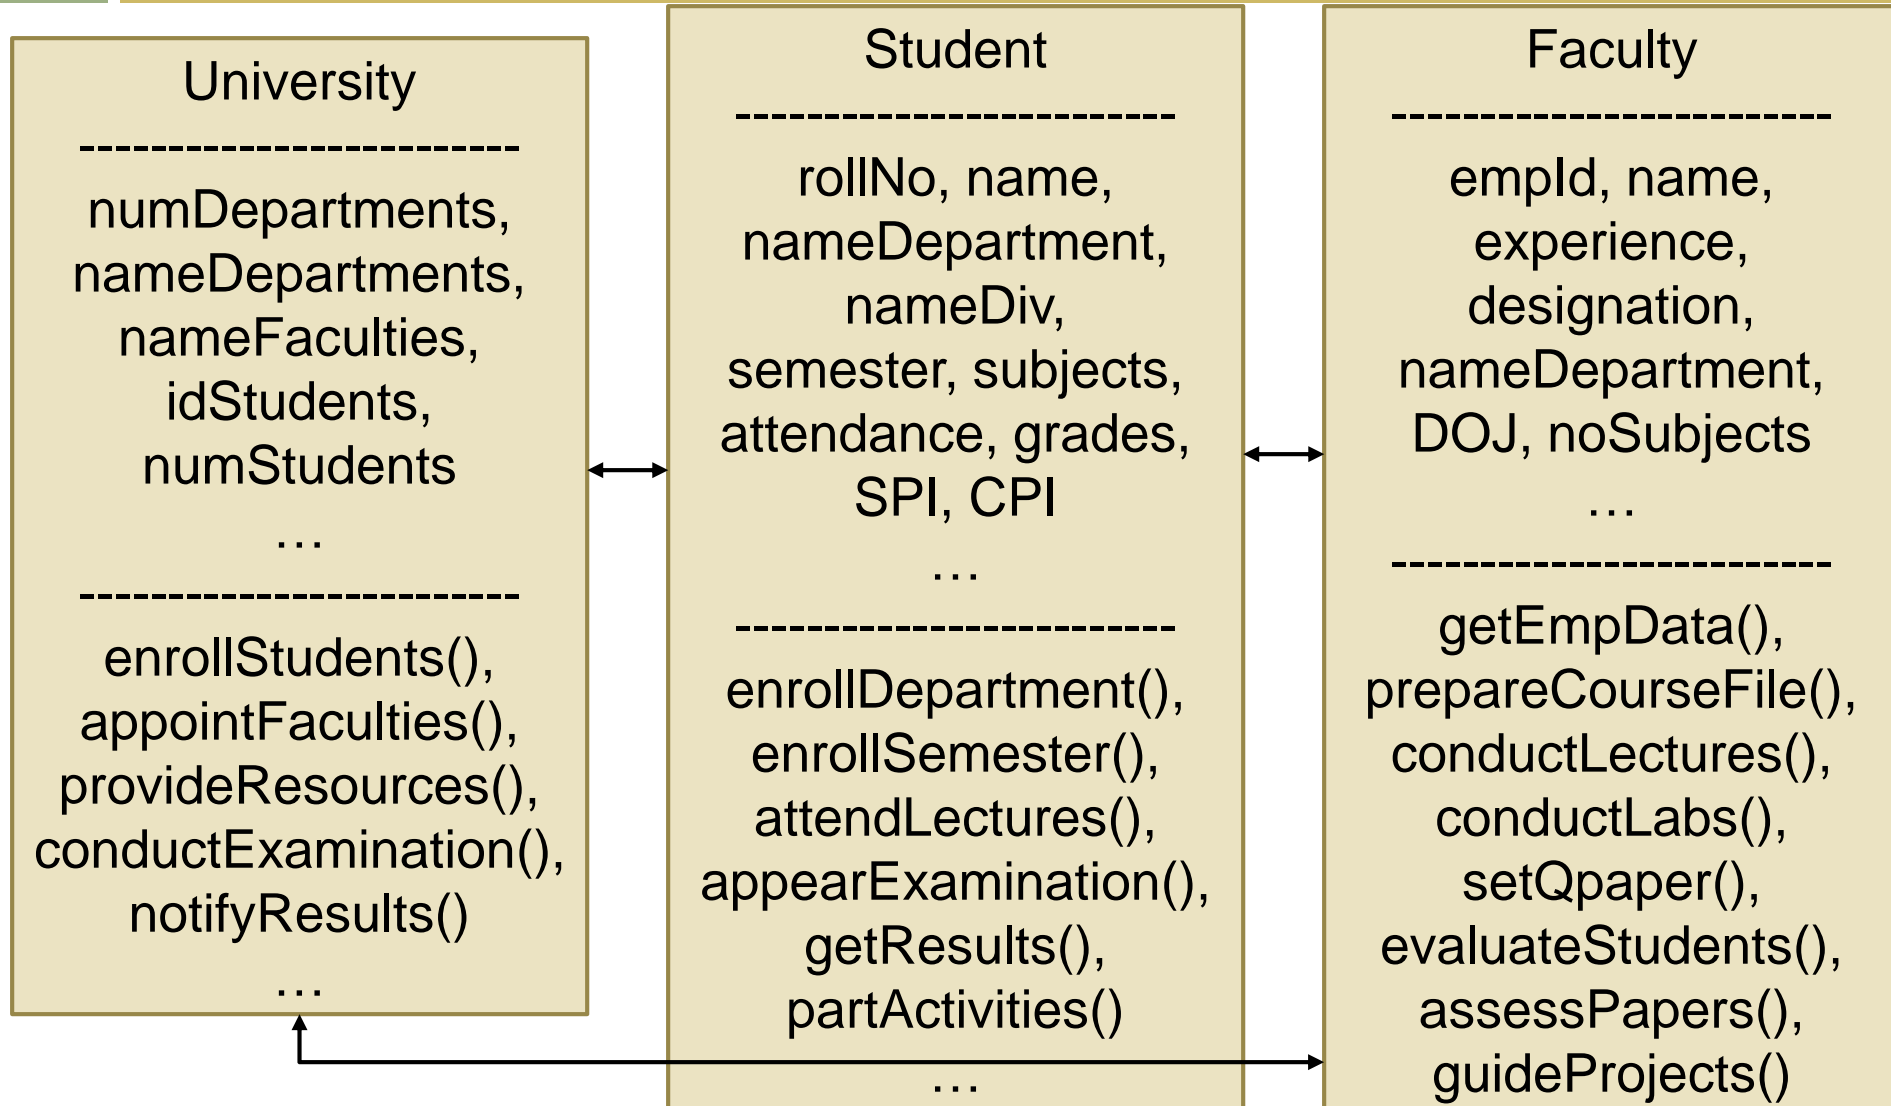 University
--------------------------
numDepartments,
nameDepartments,
nameFaculties,
idStudents,
numStudents
…
--------------------------
enrollStudents(),
appointFaculties(),
provideResources(),
conductExamination(),
notifyResults()
…
Student
--------------------------
rollNo, name,
nameDepartment,
nameDiv,
semester, subjects,
attendance, grades,
SPI, CPI
…
--------------------------
enrollDepartment(),
enrollSemester(),
attendLectures(),
appearExamination(),
getResults(),
partActivities()
…
Faculty
--------------------------
empId, name,
experience,
designation,
nameDepartment,
DOJ, noSubjects
…
--------------------------
getEmpData(),
prepareCourseFile(),
conductLectures(),
conductLabs(),
setQpaper(),
evaluateStudents(),
assessPapers(),
guideProjects()